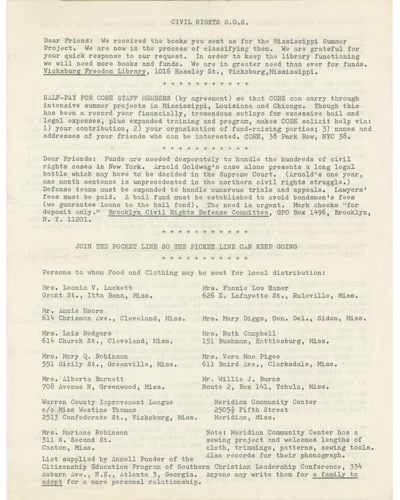 CIVIL RIGHTS S.O.S.
Dear Friend: We received the books you sent us for the Mississippi Summer
Project. We are now in the process of classifying them. We are grateful for
your quick response to our request. In order to keep the library functioning
we will need more books and funds. We are in greater need than ever for funds.
Vicksburg Freedom Library, 1016 Hossley St., Vicksburg,Mississippi.
+ + + + + + + + + + +
HALF-PAY FOR CORE STAFF MEMBERS (by agreement) so that CORE can carry through
intensive summer projects in Mississippi, Louisiana and Chicago. Though this
has been a record year financially, tremendous outlays for excessive bail and
legal expenses, plus expanded training and program, makes CORE solicit help via:
1) your contribution, 2) your organization of fund-raising parties; 3) names and
addresses of your friends who can be interested. CORE, 38 Park Row, NYC 38.
+ + + + + + + + + + +
Dear Friends: Funds are needed desperately to handle the hundreds of civil
rights cases in New York. Arnold Goldwag's case alone presents a long legal
battle which may have to be decided in the Supreme Court. (Arnold's one year,
one month sentence is unprecedented in the northern civil rights struggle.)
Defense teams must be expanded to handle numerous trials and appeals. Lawyers'
fees must be paid. A bail fund must be established to avoid bondsmen's fees
(we guarantee loans to the bail fund). The need is urgent. Mark checks "for
deposit only." Brooklyn Civil Rights Defense Committee, GPO Box 1496, Brooklyn,
N. Y. 11201.
+ + + + + + + + + + +
JOIN THE POCKET LINE SO THE PICKET LINE CAN KEEP GOING
+ + + + + + + + + + +
Persons to whom Food and Clothing may be sent for local distribution:
Mrs. Leonia V. Luckett
Grant St., Itta Bena, Miss.
Mrs. Fannie Lou Hamer
626 E. Lafayette St., Ruleville, Miss.
Mr. Amzie Moore
614 Chrisman Ave., Cleveland, Miss.
Mrs. Mary Diggs, Gen. Del., Sidon, Miss.
Mrs. Lois Rodgers
614 Church St., Cleveland, Miss.
Mrs. Ruth Campbell
151 Bushman, Hattiesburg, Miss.
Mrs. Mary Q. Robinson
551 Sicily St., Greenville, Miss.
Mrs. Vera Mae Pigee
611 Baird Ave., Clarksdale, Miss.
Mrs. Alberta Barnett
708 Avenue N, Greenwood, Miss.
Mr. Willie J. Burns
Route 2, Box 141, Tchula, Miss.
Warren County Improvement League
c/o Miss Westine Thomas
2513 Confederate St., Vicksburg, Miss.
Meridian Community Center
2505½ Fifth Street
Meridian, Miss.
Mrs. Marlane Robinson
311 S. Second St.
Canton, Miss.
Note: Meridian Community Center has a
sewing project and welcomes lengths of
cloth, trimmings, patterns, sewing tools.
Also records for their phonograph.
List supplied by Annell Ponder of the
Citizenship Education Program of Southern Christian Leadership Conference, 334
Auburn Ave., N.E., Atlanta 3, Georgia. Anyone may write them for a family to
adopt for a more personal relationship.